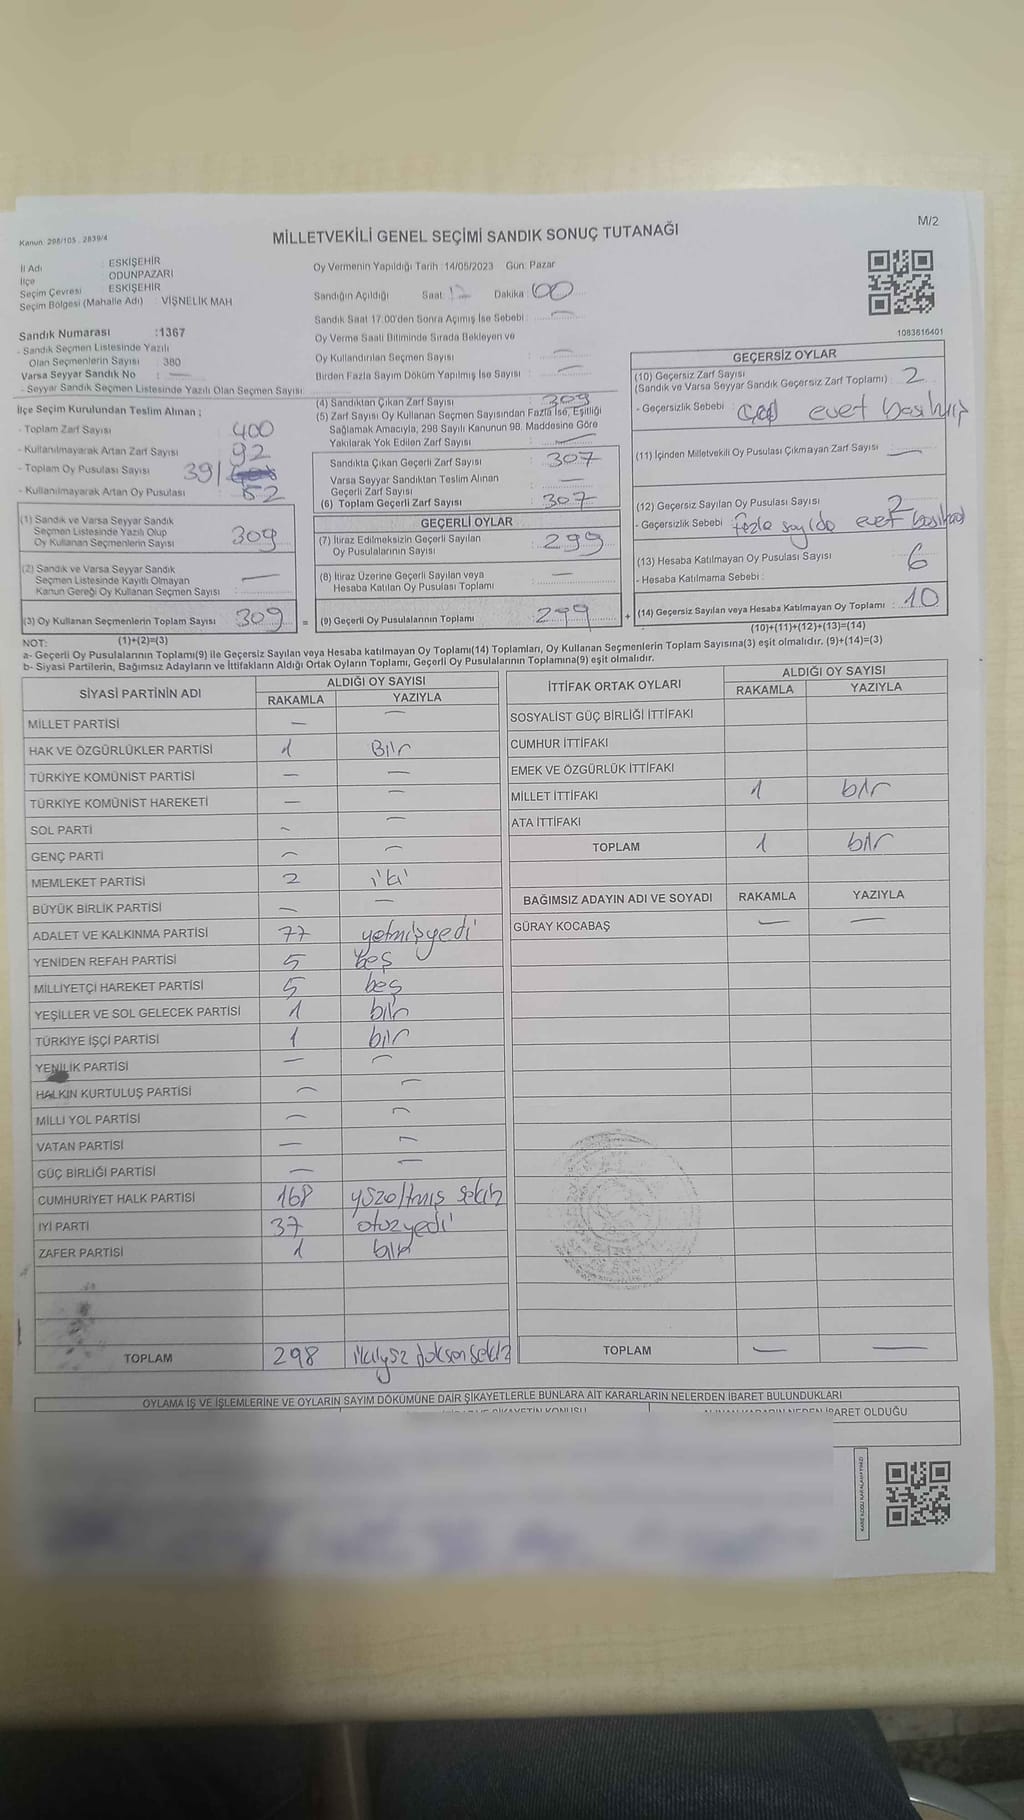 Kanun: 298/105 , 2839/4
MİLLETVEKİLİ GENEL SEÇİMİ SANDIK SONUÇ TUTANAĞI
M/2
İl Adı : ESKİŞEHİR
İlçe : ODUNPAZARI
Seçim Çevresi : ESKİŞEHİR
Seçim Bölgesi (Mahalle Adı) : VİŞNELİK MAH
Sandık Numarası :1367
- Sandık Seçmen Listesinde Yazılı
Olan Seçmenlerin Sayısı : 380
Varsa Seyyar Sandık No : —
- Seyyar Sandık Seçmen Listesinde Yazılı Olan Seçmen Sayısı :
Oy Vermenin Yapıldığı Tarih :14/05/2023 Gün: Pazar
Sandığın Açıldığı Saat: Dakika: 00
Sandık Saat 17.00'den Sonra Açımış İse Sebebi : —
Oy Verme Saati Bitiminde Sırada Bekleyen ve
Oy Kullandırılan Seçmen Sayısı : —
Birden Fazla Sayım Döküm Yapılmış İse Sayısı : —
1083616401
İlçe Seçim Kurulundan Teslim Alınan ;
- Toplam Zarf Sayısı : 400
- Kullanılmayarak Artan Zarf Sayısı : 92
- Toplam Oy Pusulası Sayısı 391
- Kullanılmayarak Artan Oy Pusulası : 82
(1) Sandık ve Varsa Seyyar Sandık
Seçmen Listesinde Yazılı Olup
Oy Kullanan Seçmenlerin Sayısı : 309
(2) Sandık ve Varsa Seyyar Sandık
Seçmen Listesinde Kayıtlı Olmayan
Kanun Gereği Oy Kullanan Seçmen Sayısı : —
(3) Oy Kullanan Seçmenlerin Toplam Sayısı : 309
(4) Sandıktan Çıkan Zarf Sayısı : 309
(5) Zarf Sayısı Oy Kullanan Seçmen Sayısından Fazla İse, Eşitliği
Sağlamak Amacıyla, 298 Sayılı Kanunun 98. Maddesine Göre
Yakılarak Yok Edilen Zarf Sayısı : —
Sandıkta Çıkan Geçerli Zarf Sayısı : 307
Varsa Seyyar Sandıktan Teslim Alınan
Geçerli Zarf Sayısı : —
(6) Toplam Geçerli Zarf Sayısı : 307
GEÇERLİ OYLAR
(7) İtiraz Edilmeksizin Geçerli Sayılan
Oy Pusulalarının Sayısı : 299
(8) İtiraz Üzerine Geçerli Sayılan veya
Hesaba Katılan Oy Pusulası Toplamı : —
= (9) Geçerli Oy Pusulalarının Toplamı : 299 +
GEÇERSİZ OYLAR
(10) Geçersiz Zarf Sayısı
(Sandık ve Varsa Seyyar Sandık Geçersiz Zarf Toplamı) : 2
- Geçersizlik Sebebi : evet
(11) İçinden Milletvekili Oy Pusulası Çıkmayan Zarf Sayısı : —
(12) Geçersiz Sayılan Oy Pusulası Sayısı : 2
- Geçersizlik Sebebi : fazla sayıda evet
(13) Hesaba Katılmayan Oy Pusulası Sayısı : 6
- Hesaba Katılmama Sebebi :
(14) Geçersiz Sayılan veya Hesaba Katılmayan Oy Toplamı : 10
NOT: (1)+(2)=(3)
(10)+(11)+(12)+(13)=(14)
a- Geçerli Oy Pusulalarının Toplamı(9) ile Geçersiz Sayılan veya Hesaba katılmayan Oy Toplamı(14) Toplamları, Oy Kullanan Seçmenlerin Toplam Sayısına(3) eşit olmalıdır. (9)+(14)=(3)
b- Siyasi Partilerin, Bağımsız Adayların ve İttifakların Aldığı Ortak Oyların Toplamı, Geçerli Oy Pusulalarının Toplamına(9) eşit olmalıdır.
SİYASİ PARTİNİN ADI ALDIĞI OY SAYISI
RAKAMLA YAZIYLA
MİLLET PARTİSİ — —
HAK VE ÖZGÜRLÜKLER PARTİSİ 1 Bir
TÜRKİYE KOMÜNİST PARTİSİ — —
TÜRKİYE KOMÜNİST HAREKETİ — —
SOL PARTİ — —
GENÇ PARTİ — —
MEMLEKET PARTİSİ 2 iki
BÜYÜK BİRLİK PARTİSİ — —
ADALET VE KALKINMA PARTİSİ 77 yetmişyedi
YENİDEN REFAH PARTİSİ 5 beş
MİLLİYETÇİ HAREKET PARTİSİ 5 beş
YEŞİLLER VE SOL GELECEK PARTİSİ 1 bir
TÜRKİYE İŞÇİ PARTİSİ 1 bir
YENİLİK PARTİSİ — —
HALKIN KURTULUŞ PARTİSİ — —
MİLLİ YOL PARTİSİ — —
VATAN PARTİSİ — —
GÜÇ BİRLİĞİ PARTİSİ — —
CUMHURİYET HALK PARTİSİ 168 yüzaltmış sekiz
İYİ PARTİ 37 otuzyedi
ZAFER PARTİSİ 1 bir
TOPLAM 298 ikiyüz doksansekiz
İTTİFAK ORTAK OYLARI ALDIĞI OY SAYISI
RAKAMLA YAZIYLA
SOSYALİST GÜÇ BİRLİĞİ İTTİFAKI
CUMHUR İTTİFAKI
EMEK VE ÖZGÜRLÜK İTTİFAKI
MİLLET İTTİFAKI 1 bir
ATA İTTİFAKI
TOPLAM 1 bir
BAĞIMSIZ ADAYIN ADI VE SOYADI RAKAMLA YAZIYLA
GÜRAY KOCABAŞ — —
TOPLAM — —
OYLAMA İŞ VE İŞLEMLERİNE VE OYLARIN SAYIM DÖKÜMÜNE DAİR ŞİKAYETLERLE BUNLARA AİT KARARLARIN NELERDEN İBARET BULUNDUKLARI